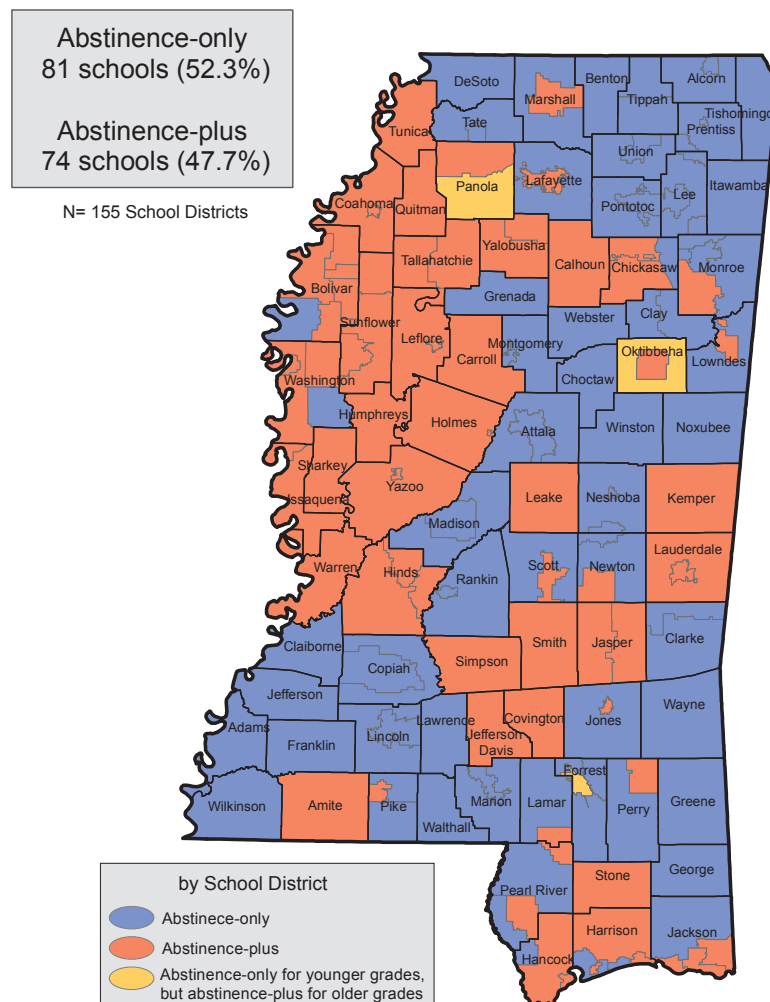 Abstinence-only
81 schools (52.3%)
Abstinence-plus
74 schools (47.7%)
N= 155 School Districts
DeSoto
Benton
Alcorn
Marshall
Tippah
Tishomingo
Tunica
Tate
Prentiss
Union
Panola
Lafayette
Coahoma
Quitman
Pontotoc
Lee
Itawamba
Yalobusha
Tallahatchie
Calhoun
Chickasaw
Monroe
Bolivar
Grenada
Sunflower
Webster
Clay
Leflore
Montgomery
Carroll
Oktibbeha
Lowndes
Washington
Choctaw
Humphreys
Holmes
Attala
Winston
Noxubee
Sharkey
Yazoo
Issaquena
Leake
Neshoba
Kemper
Madison
Lauderdale
Warren
Hinds
Rankin
Scott
Newton
Claiborne
Smith
Jasper
Clarke
Copiah
Simpson
Jefferson
Wayne
Lawrence
Covington
Jones
Adams
Lincoln
Jefferson
Davis
Franklin
Forrest
Wilkinson
Amite
Pike
Marion
Lamar
Perry
Greene
Walthall
George
Stone
Pearl River
Harrison
Jackson
Hancock
by School District
Abstinece-only
Abstinence-plus
Abstinence-only for younger grades,
but abstinence-plus for older grades